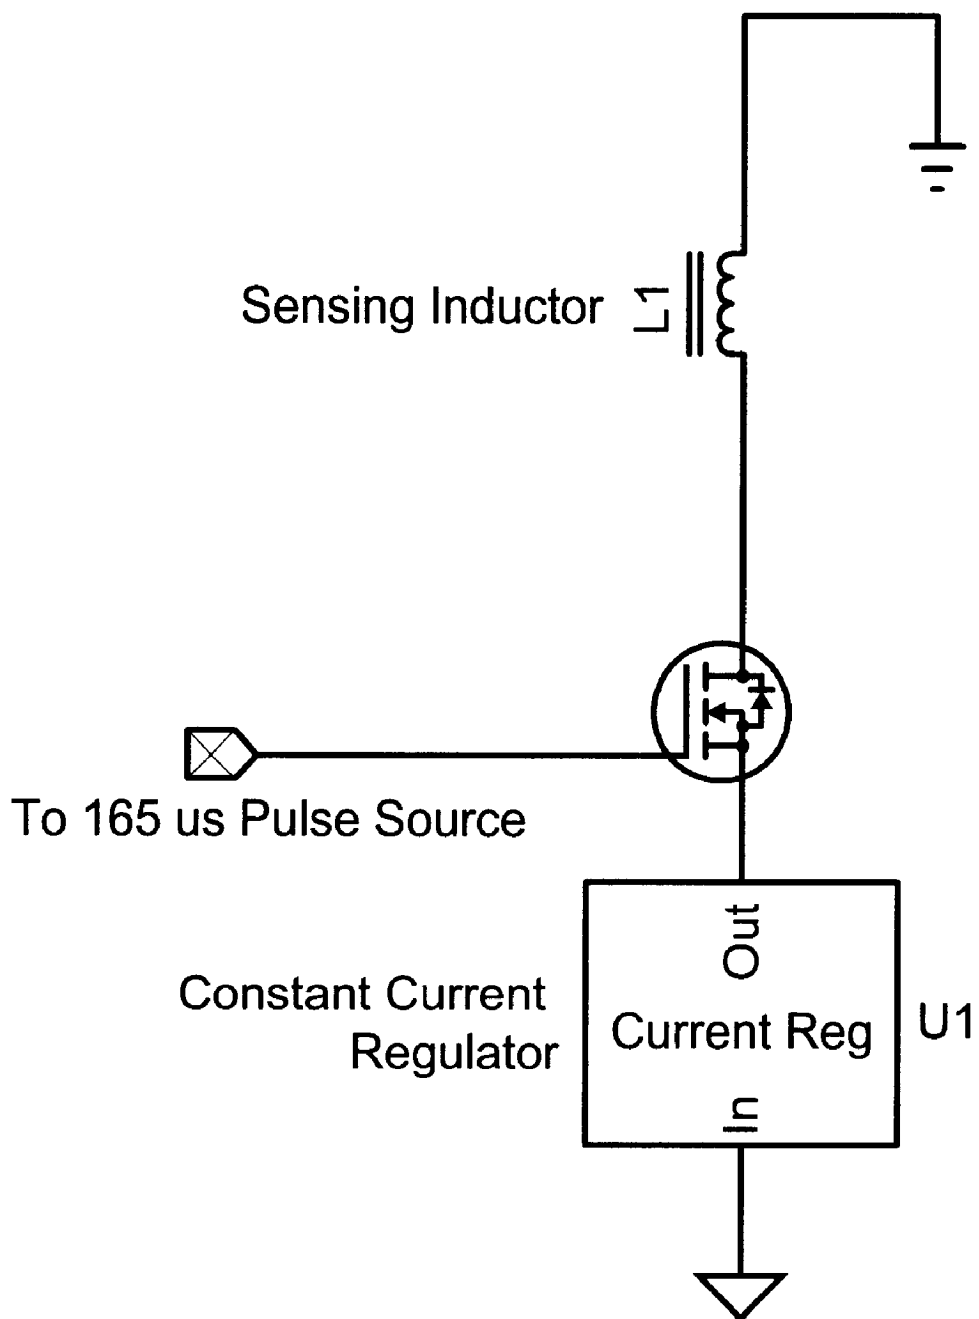 Sensing Inductor
L1
To 165 us Pulse Source
Out
Constant Current
Regulator
Current Reg
U1
In